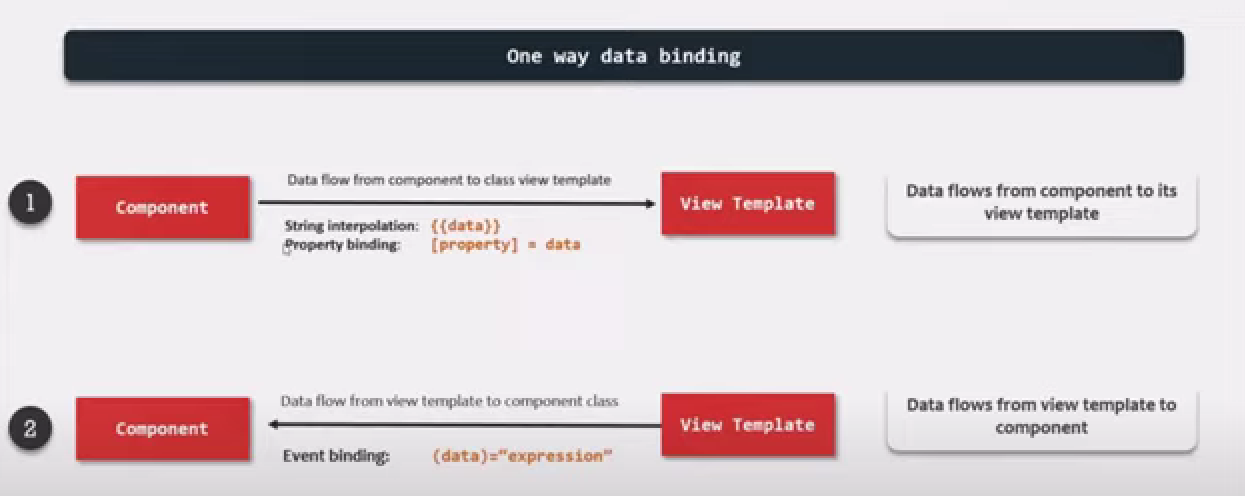 One way data binding
1
Component
Data flow from component to class view template
String interpolation: {{data}}
Property binding: [property] = data
View Template
Data flows from component to its
view template
2
Component
Data flow from view template to component class
Event binding: (data)=“expression”
View Template
Data flows from view template to
component